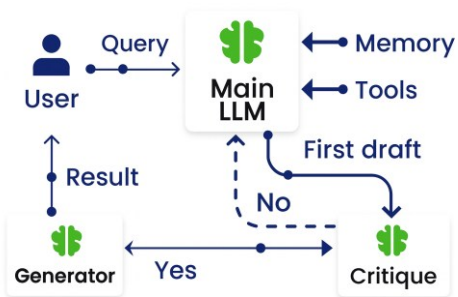 Query
Memory
User
Main
LLM
Tools
First draft
Result
No
Generator
Yes
Critique